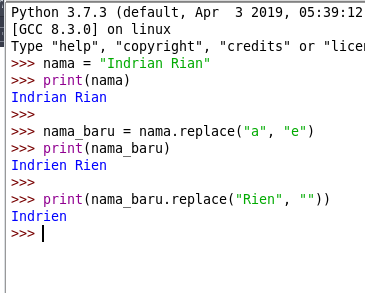 Python 3.7.3 (default, Apr  3 2019, 05:39:12
[GCC 8.3.0] on linux
Type "help", "copyright", "credits" or "licen
>>> nama = "Indrian Rian"
>>> print(nama)
Indrian Rian
>>>
>>> nama_baru = nama.replace("a", "e")
>>> print(nama_baru)
Indrien Rien
>>>
>>> print(nama_baru.replace("Rien", ""))
Indrien
>>>